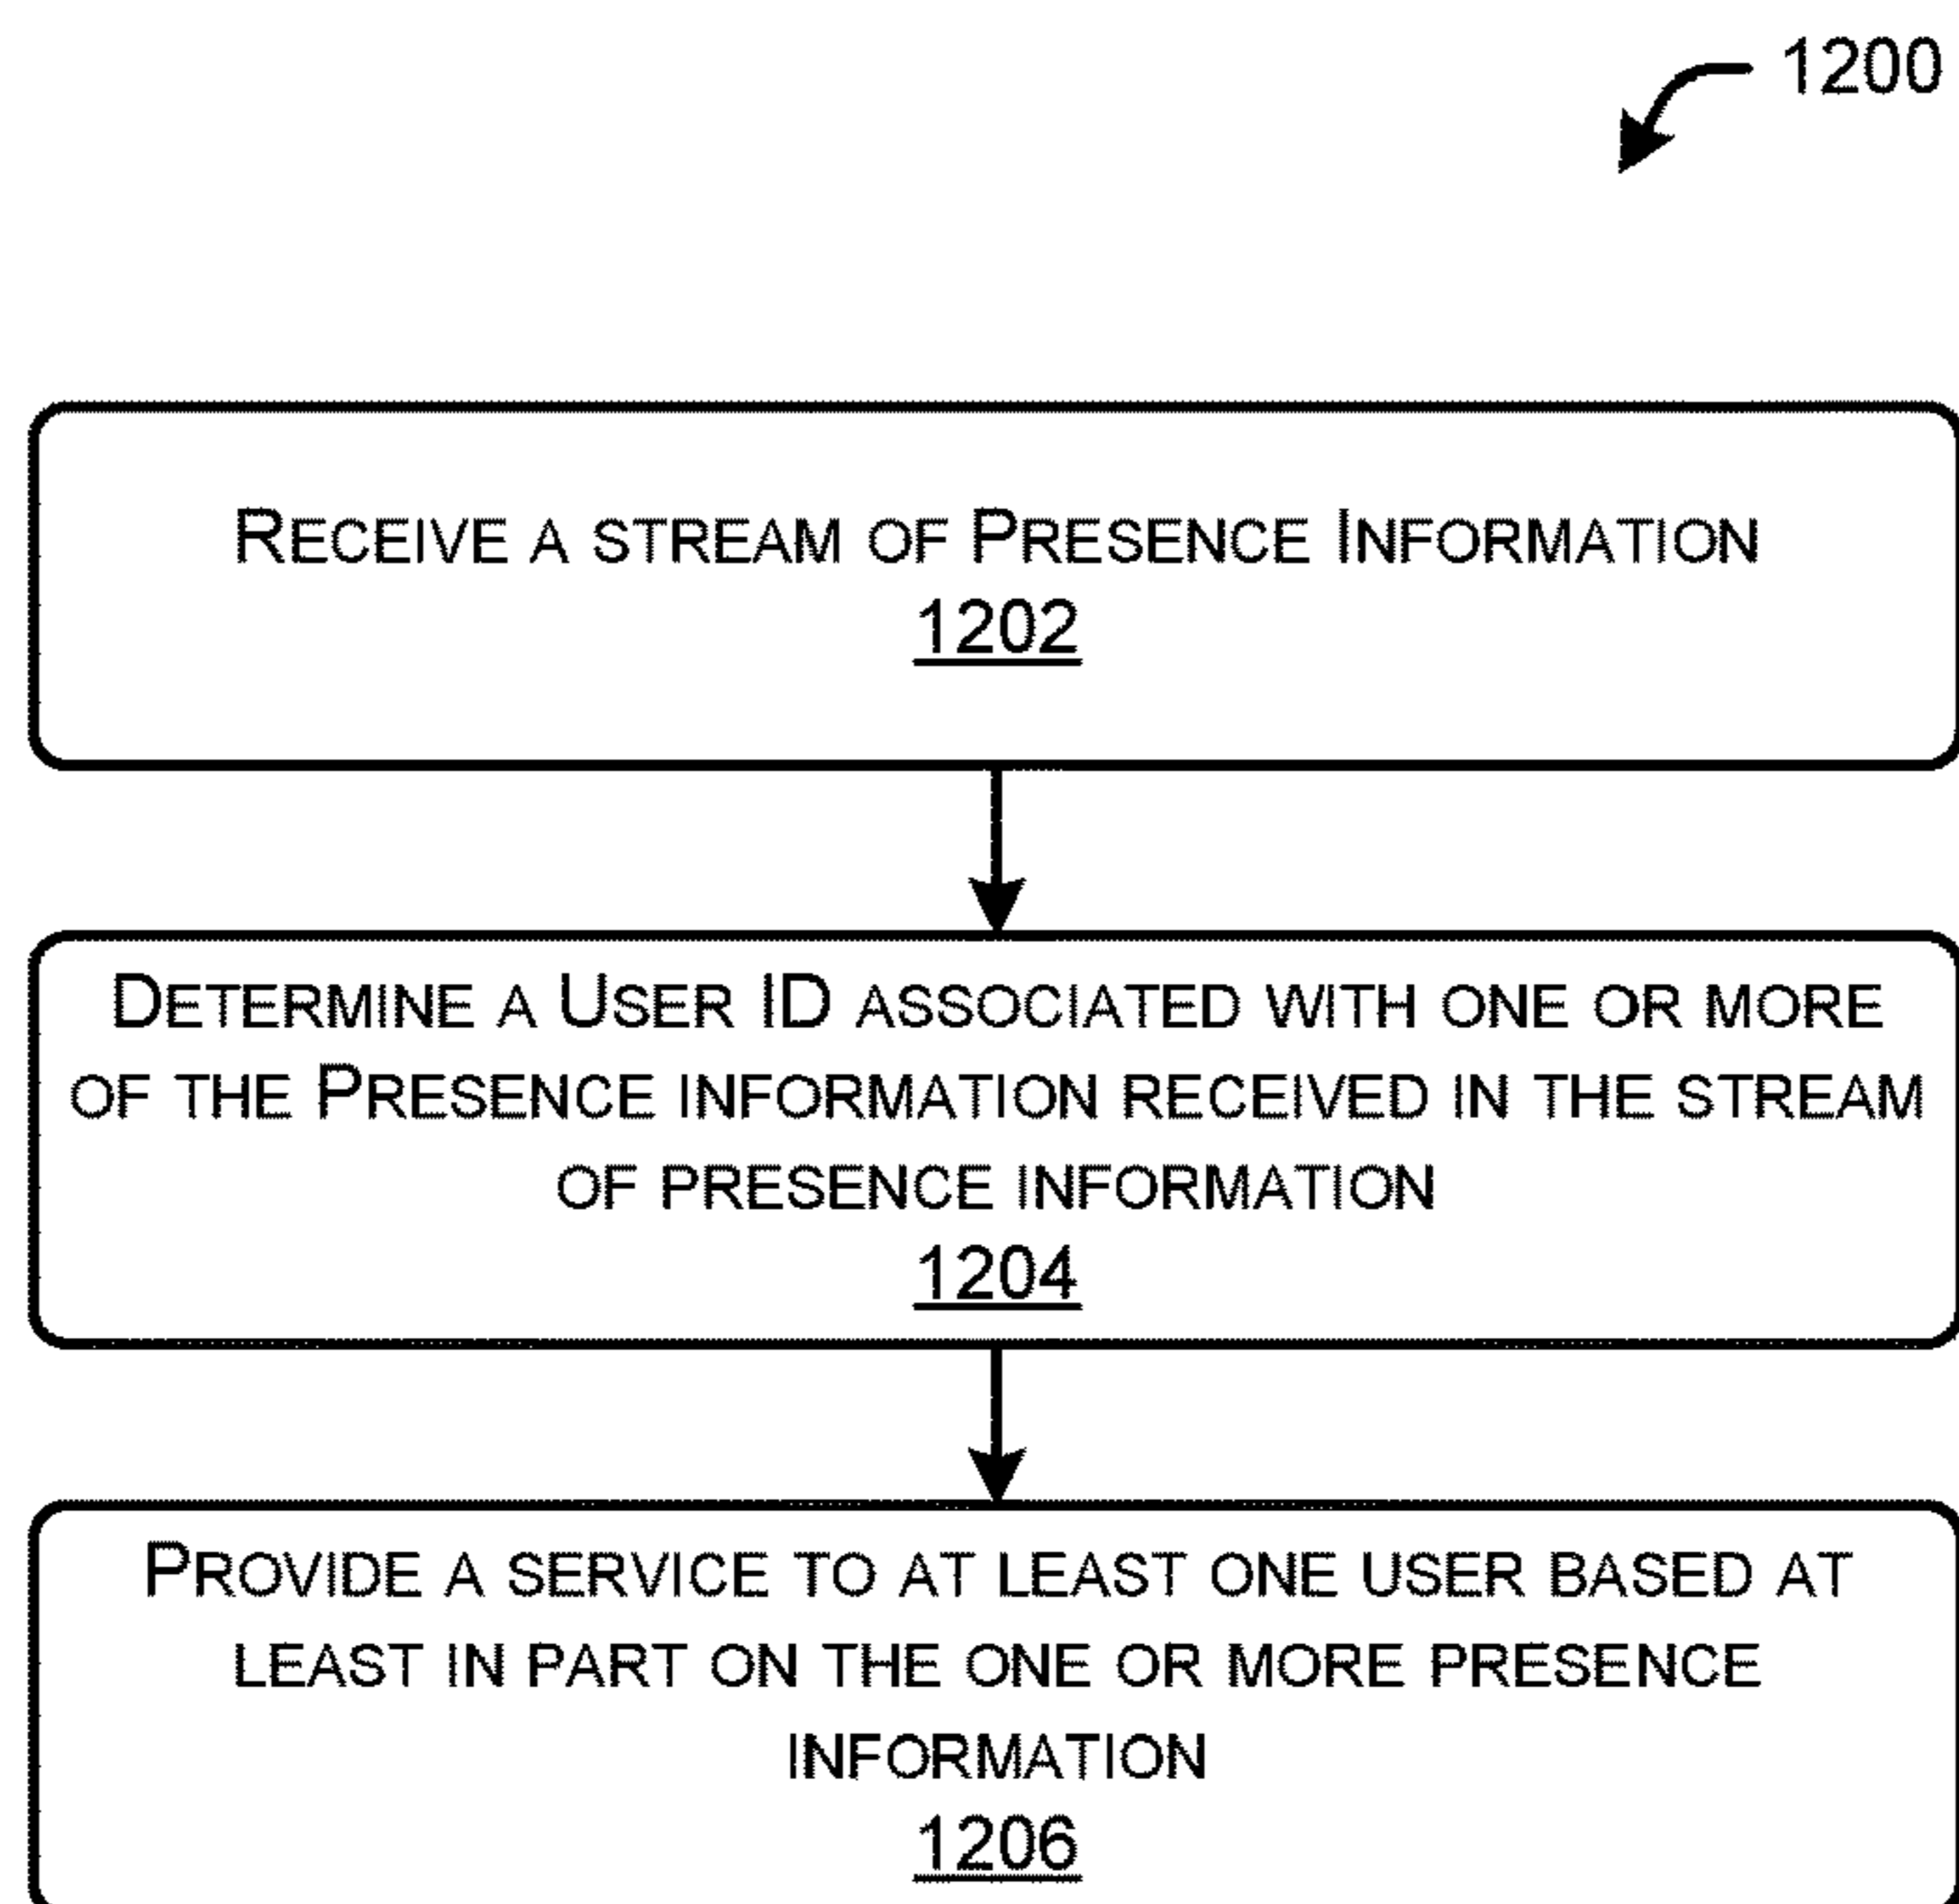 1200
RECEIVE A STREAM OF PRESENCE INFORMATION
1202
DETERMINE A USER ID ASSOCIATED WITH ONE OR MORE
OF THE PRESENCE INFORMATION RECEIVED IN THE STREAM
OF PRESENCE INFORMATION
1204
PROVIDE A SERVICE TO AT LEAST ONE USER BASED AT
LEAST IN PART ON THE ONE OR MORE PRESENCE
INFORMATION
1206